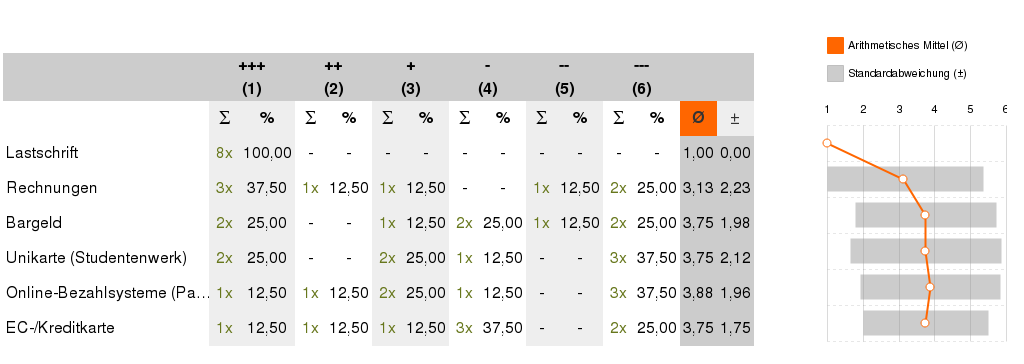 Arithmetisches Mittel (Ø)
Standardabweichung (±)
+++ ++ + - -- ---
(1) (2) (3) (4) (5) (6)
1 2 3 4 5 6
Σ % Σ % Σ % Σ % Σ % Σ % Ø ±
Lastschrift 8x 100,00 - - - - - - - - - - 1,00 0,00
Rechnungen 3x 37,50 1x 12,50 1x 12,50 - - 1x 12,50 2x 25,00 3,13 2,23
Bargeld 2x 25,00 - - 1x 12,50 2x 25,00 1x 12,50 2x 25,00 3,75 1,98
Unikarte (Studentenwerk) 2x 25,00 - - 2x 25,00 1x 12,50 - - 3x 37,50 3,75 2,12
Online-Bezahlsysteme (Pa... 1x 12,50 1x 12,50 2x 25,00 1x 12,50 - - 3x 37,50 3,88 1,96
EC-/Kreditkarte 1x 12,50 1x 12,50 1x 12,50 3x 37,50 - - 2x 25,00 3,75 1,75